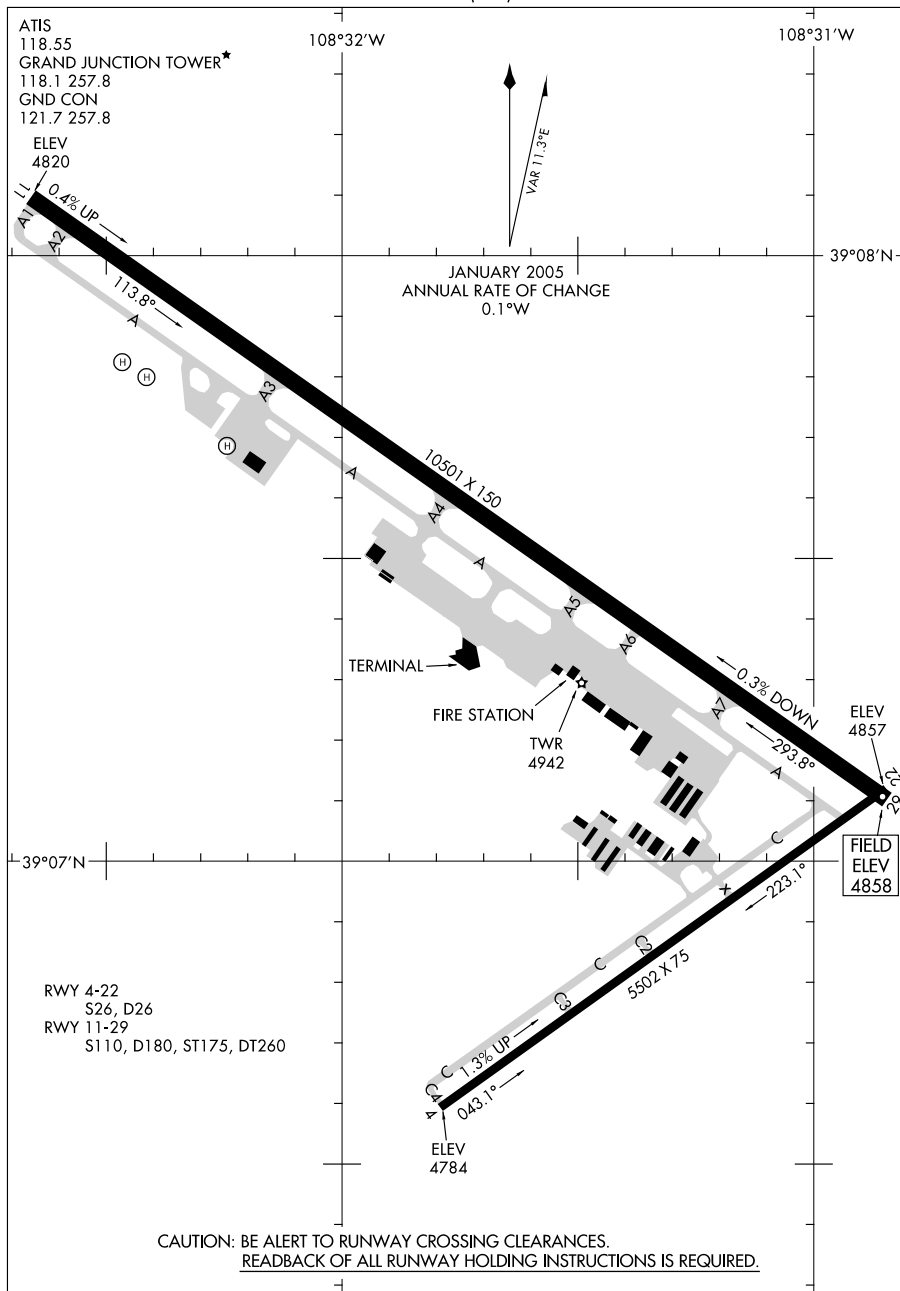 ATIS
118.55
GRAND JUNCTION TOWER★
118.1 257.8
GND CON
121.7 257.8
108°32'W
108°31'W
VAR 11.3°E
ELEV
4820
11
0.4% UP
A1
A2
113.8°
A
39°08'N
JANUARY 2005
ANNUAL RATE OF CHANGE
0.1°W
H
H
H
A3
A
10501 X 150
A4
A
A5
A6
TERMINAL
FIRE STATION
TWR
4942
A7
0.3% DOWN
293.8°
A
ELEV
4857
22
29
FIELD
ELEV
4858
39°07'N
C
X
223.1°
C2
C
5502 X 75
C3
RWY 4-22
S26, D26
RWY 11-29
S110, D180, ST175, DT260
1.3% UP
C
043.1°
C4
4
ELEV
4784
CAUTION: BE ALERT TO RUNWAY CROSSING CLEARANCES.
READBACK OF ALL RUNWAY HOLDING INSTRUCTIONS IS REQUIRED.